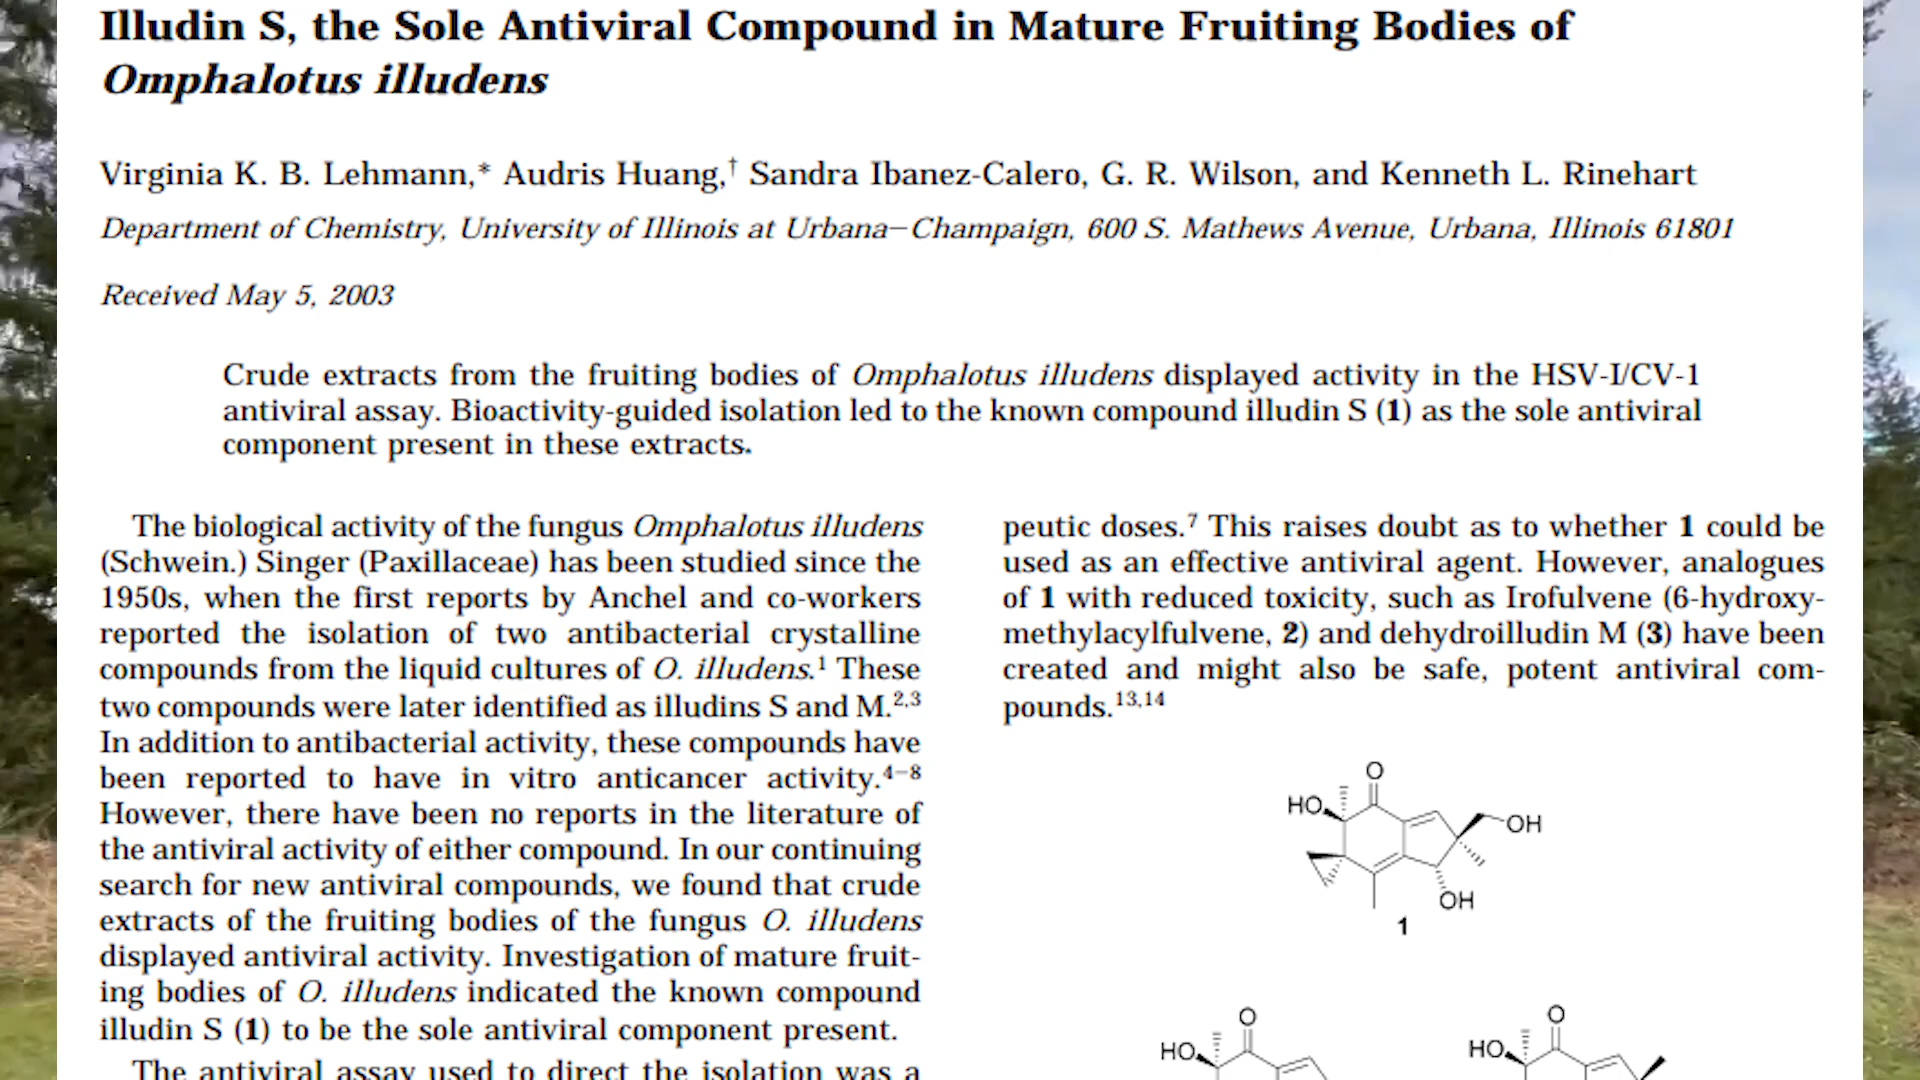 Illudin S, the Sole Antiviral Compound in Mature Fruiting Bodies of
Omphalotus illudens
Virginia K. B. Lehmann,* Audris Huang,† Sandra Ibanez-Calero, G. R. Wilson, and Kenneth L. Rinehart
Department of Chemistry, University of Illinois at Urbana–Champaign, 600 S. Mathews Avenue, Urbana, Illinois 61801
Received May 5, 2003
Crude extracts from the fruiting bodies of Omphalotus illudens displayed activity in the HSV-I/CV-1
antiviral assay. Bioactivity-guided isolation led to the known compound illudin S (1) as the sole antiviral
component present in these extracts.
The biological activity of the fungus Omphalotus illudens
(Schwein.) Singer (Paxillaceae) has been studied since the
1950s, when the first reports by Anchel and co-workers
reported the isolation of two antibacterial crystalline
compounds from the liquid cultures of O. illudens.1 These
two compounds were later identified as illudins S and M.2,3
In addition to antibacterial activity, these compounds have
been reported to have in vitro anticancer activity.4–8
However, there have been no reports in the literature of
the antiviral activity of either compound. In our continuing
search for new antiviral compounds, we found that crude
extracts of the fruiting bodies of the fungus O. illudens
displayed antiviral activity. Investigation of mature fruit-
ing bodies of O. illudens indicated the known compound
illudin S (1) to be the sole antiviral component present.
The antiviral assay used to direct the isolation was a
peutic doses.7 This raises doubt as to whether 1 could be
used as an effective antiviral agent. However, analogues
of 1 with reduced toxicity, such as Irofulvene (6-hydroxy-
methylacylfulvene, 2) and dehydroilludin M (3) have been
created and might also be safe, potent antiviral com-
pounds.13,14
O
HO
OH
OH
1
O
HO
O
HO